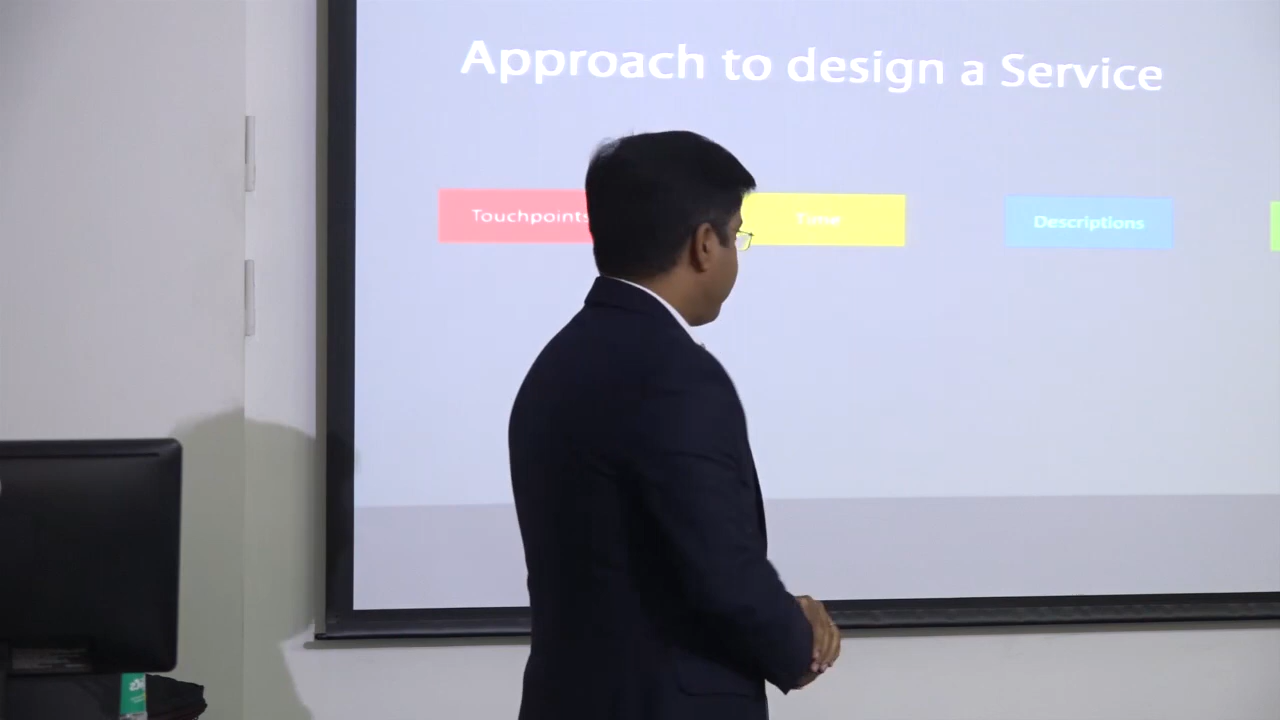 Approach to design a Service
Touchpoints
Time
Descriptions